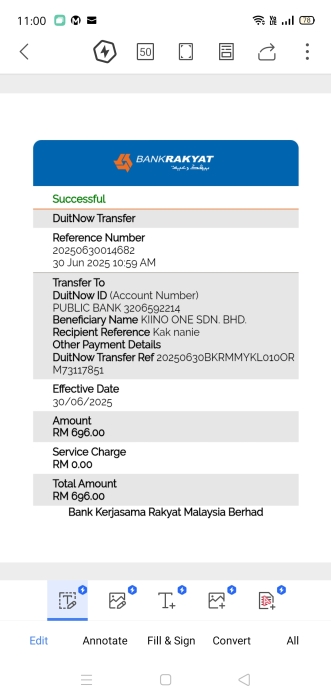 11:00
78
50
BANKRAKYAT
Successful
DuitNow Transfer
Reference Number
20250630014682
30 Jun 2025 10:59 AM
Transfer To
DuitNow ID (Account Number)
PUBLIC BANK 3206592214
Beneficiary Name KIINO ONE SDN. BHD.
Recipient Reference Kak nanie
Other Payment Details
DuitNow Transfer Ref 20250630BKRMMYKL010OR
M73117851
Effective Date
30/06/2025
Amount
RM 696.00
Service Charge
RM 0.00
Total Amount
RM 696.00
Bank Kerjasama Rakyat Malaysia Berhad
Edit Annotate Fill & Sign Convert All